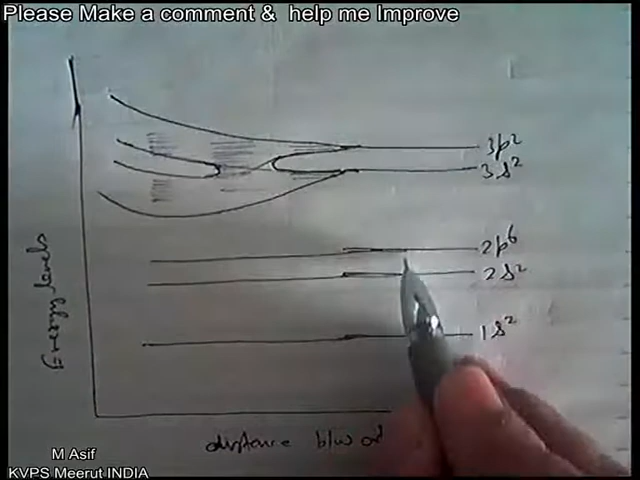 Please Make a comment & help me Improve
3p²
3s²
2p⁶
2s²
1s²
Energy levels
distance b/w
M Asif
KVPS Meerut INDIA